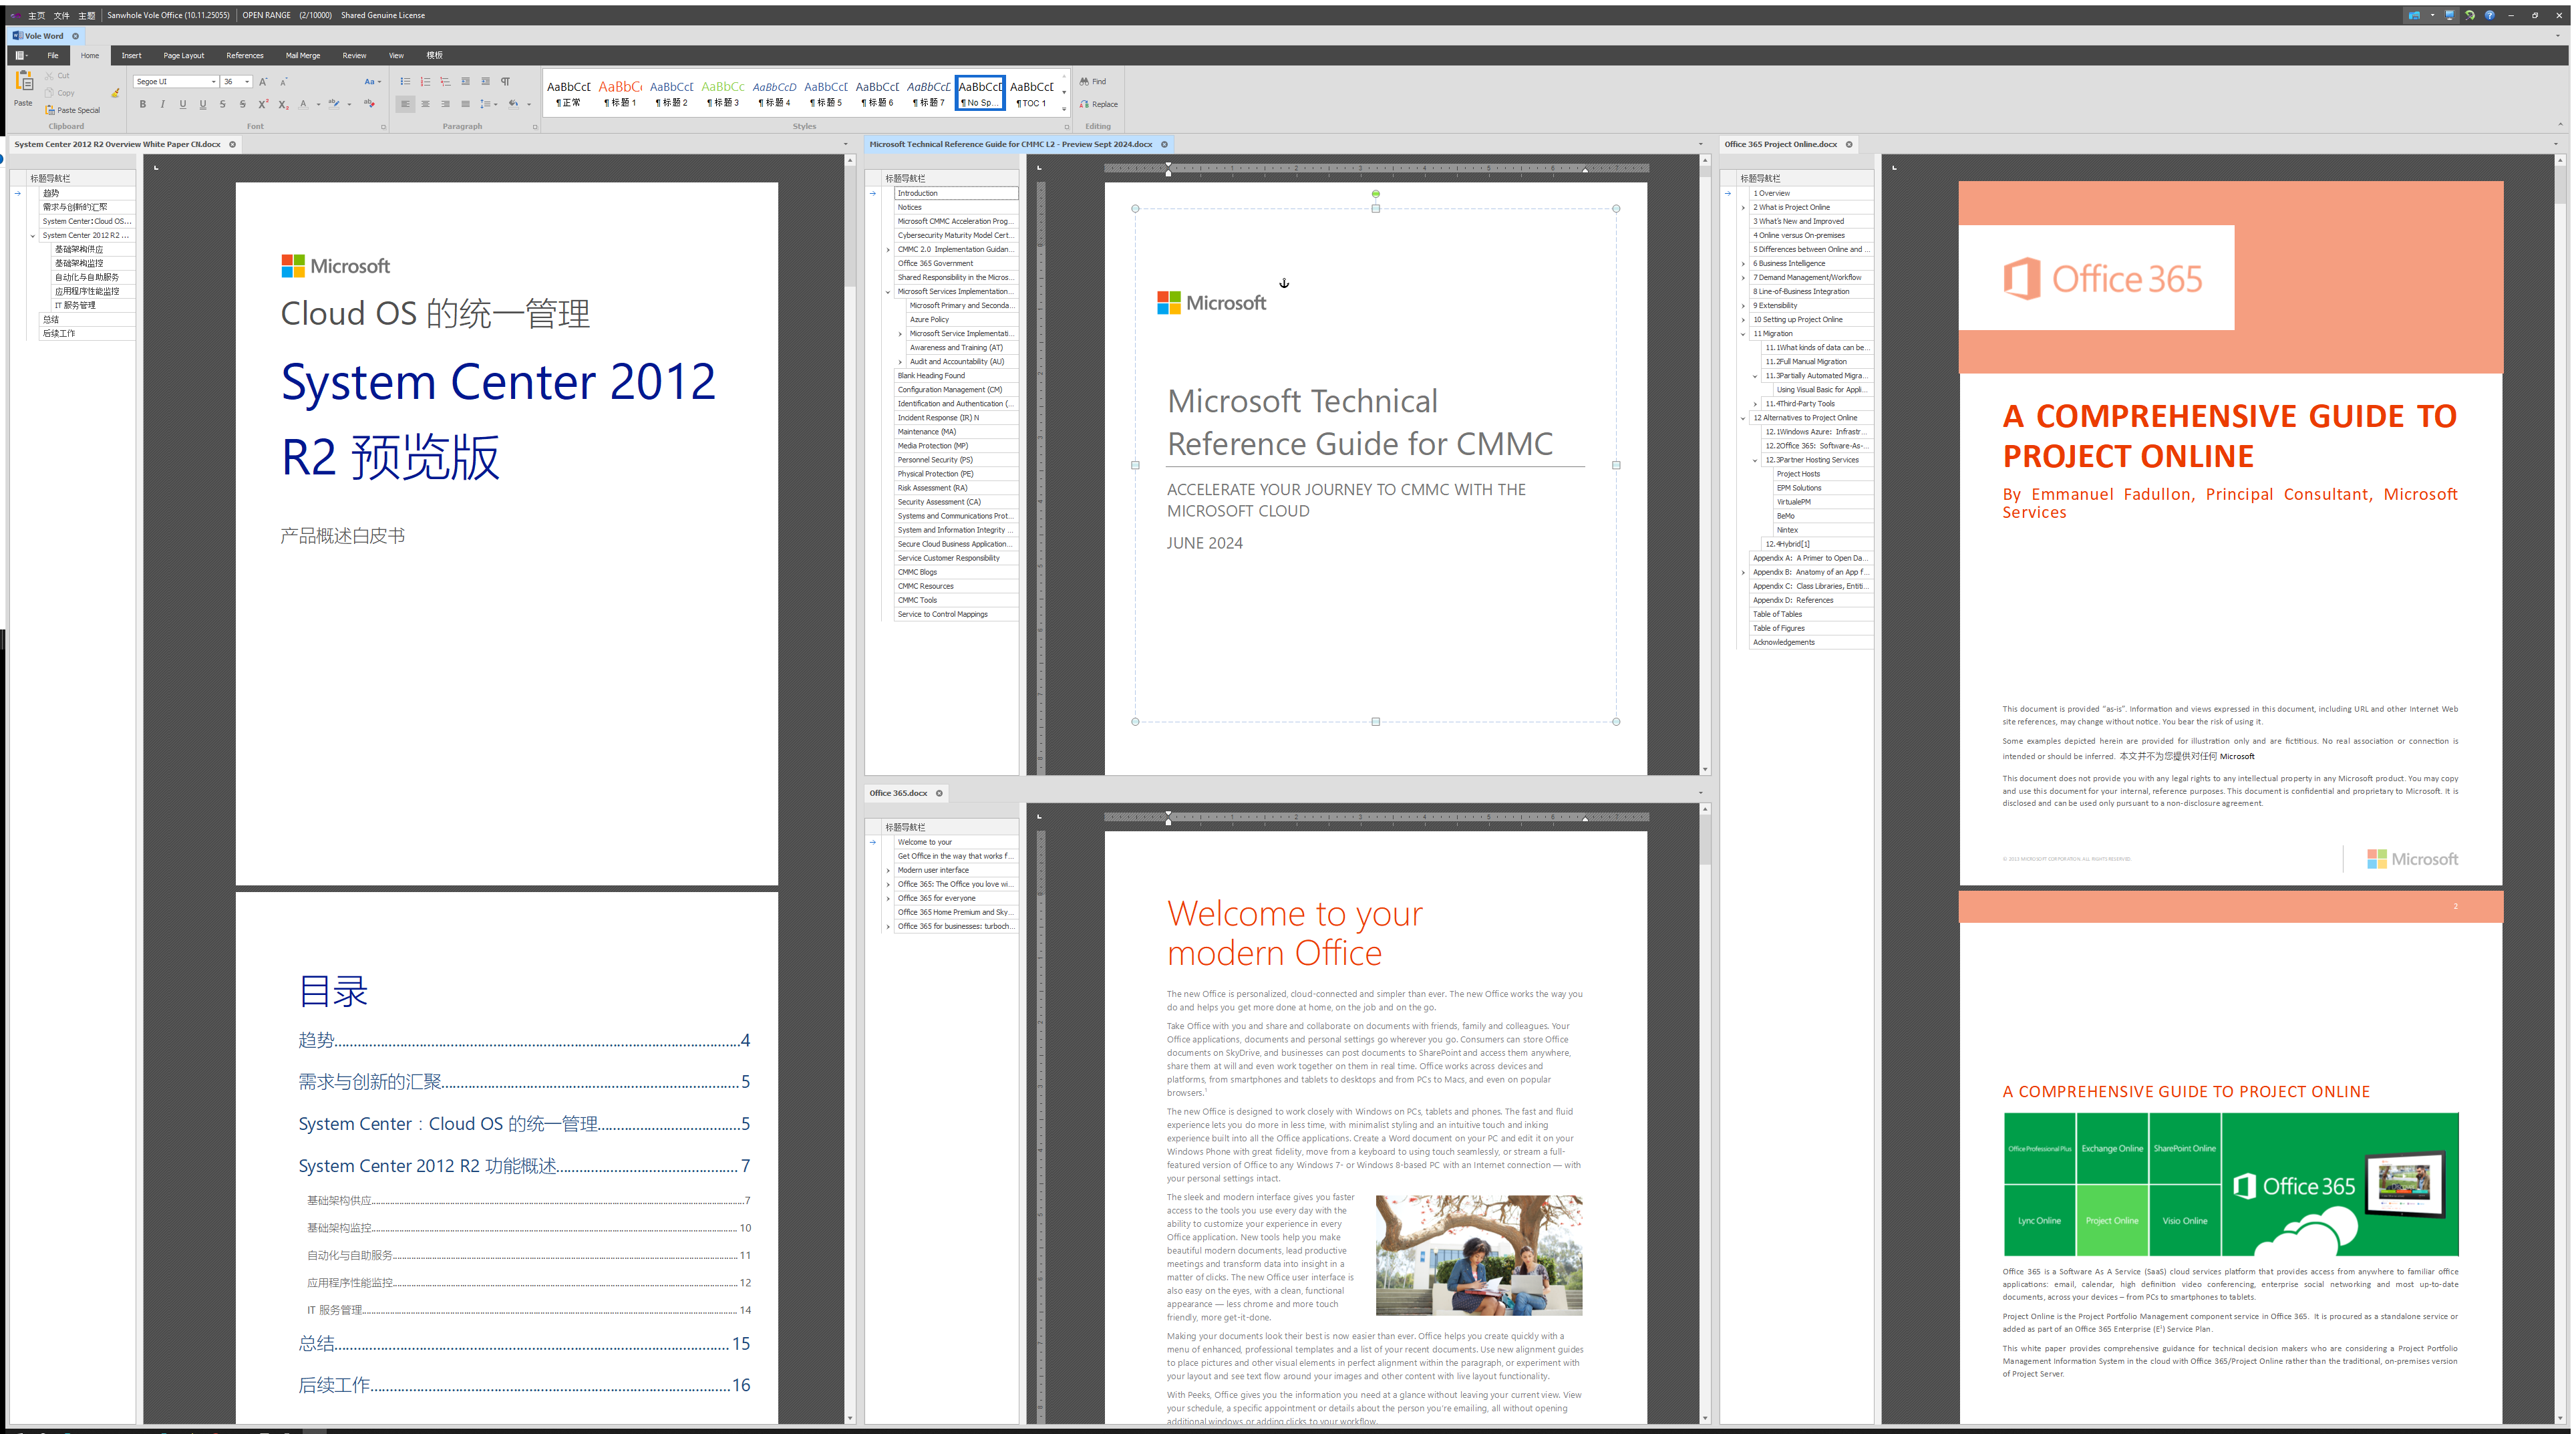 主页 文件 主题 Sanwhole Vole Office (10.11.25055) OPEN RANGE (2/10000) Shared Genuine License
Vole Word
File Home Insert Page Layout References Mail Merge Review View 模板
Paste
Cut
Copy
Paste Special
Clipboard
Segoe UI 36
Font
Paragraph
AaBbCcD AaBbC AaBbCcD AaBbCc AaBbCcD AaBbCcD AaBbCcD AaBbCcD AaBbCcD AaBbCcD
正常 标题 1 标题 2 标题 3 标题 4 标题 5 标题 6 标题 7 No Sp... TOC 1
Styles
Find
Replace
Editing
System Center 2012 R2 Overview White Paper CN.docx
标题导航栏
趋势
需求与创新的汇聚
System Center：Cloud OS...
System Center 2012 R2 ...
基础架构供应
基础架构监控
自动化与自助服务
应用程序性能监控
IT 服务管理
总结
后续工作
Microsoft
Cloud OS 的统一管理
System Center 2012
R2 预览版
产品概述白皮书
目录
趋势 4
需求与创新的汇聚 5
System Center：Cloud OS 的统一管理 5
System Center 2012 R2 功能概述 7
基础架构供应 7
基础架构监控 10
自动化与自助服务 11
应用程序性能监控 12
IT 服务管理 14
总结 15
后续工作 16
Microsoft Technical Reference Guide for CMMC L2 - Preview Sept 2024.docx
标题导航栏
Introduction
Notices
Microsoft CMMC Acceleration Prog...
Cybersecurity Maturity Model Cert...
CMMC 2.0 Implementation Guidan...
Office 365 Government
Shared Responsibility in the Micros...
Microsoft Services Implementation...
Microsoft Primary and Seconda...
Azure Policy
Microsoft Service Implementati...
Awareness and Training (AT)
Audit and Accountability (AU)
Blank Heading Found
Configuration Management (CM)
Identification and Authentication (...
Incident Response (IR) N
Maintenance (MA)
Media Protection (MP)
Personnel Security (PS)
Physical Protection (PE)
Risk Assessment (RA)
Security Assessment (CA)
Systems and Communications Prot...
System and Information Integrity ...
Secure Cloud Business Application...
Service Customer Responsibility
CMMC Blogs
CMMC Resources
CMMC Tools
Service to Control Mappings
Microsoft
Microsoft Technical
Reference Guide for CMMC
ACCELERATE YOUR JOURNEY TO CMMC WITH THE
MICROSOFT CLOUD
JUNE 2024
Office 365.docx
标题导航栏
Welcome to your
Get Office in the way that works f...
Modern user interface
Office 365: The Office you love wi...
Office 365 for everyone
Office 365 Home Premium and Sky...
Office 365 for businesses: turboch...
Welcome to your
modern Office
The new Office is personalized, cloud-connected and simpler than ever. The new Office works the way you
do and helps you get more done at home, on the job and on the go.
Take Office with you and share and collaborate on documents with friends, family and colleagues. Your
Office applications, documents and personal settings go wherever you go. Consumers can store Office
documents on SkyDrive, and businesses can post documents to SharePoint and access them anywhere,
share them at will and even work together on them in real time. Office works across devices and
platforms, from smartphones and tablets to desktops and from PCs to Macs, and even on popular
browsers.¹
The new Office is designed to work closely with Windows on PCs, tablets and phones. The fast and fluid
experience lets you do more in less time, with minimalist styling and an intuitive touch and inking
experience built into all the Office applications. Create a Word document on your PC and edit it on your
Windows Phone with great fidelity, move from a keyboard to using touch seamlessly, or stream a full-
featured version of Office to any Windows 7- or Windows 8-based PC with an Internet connection — with
your personal settings intact.
The sleek and modern interface gives you faster
access to the tools you use every day with the
ability to customize your experience in every
Office application. New tools help you make
beautiful modern documents, lead productive
meetings and transform data into insight in a
matter of clicks. The new Office user interface is
also easy on the eyes, with a clean, functional
appearance — less chrome and more touch
friendly, more get-it-done.
Making your documents look their best is now easier than ever. Office helps you create quickly with a
menu of enhanced, professional templates and a list of your recent documents. Use new alignment guides
to place pictures and other visual elements in perfect alignment within the paragraph, or experiment with
your layout and see text flow around your images and other content with live layout functionality.
With Peeks, Office gives you the information you need at a glance without leaving your current view. View
your schedule, a specific appointment or details about the person you're emailing, all without opening
additional windows or adding clicks to your workflow.
Office 365 Project Online.docx
标题导航栏
1 Overview
2 What is Project Online
3 What's New and Improved
4 Online versus On-premises
5 Differences between Online and ...
6 Business Intelligence
7 Demand Management/Workflow
8 Line-of-Business Integration
9 Extensibility
10 Setting up Project Online
11 Migration
11.1What kinds of data can be...
11.2Full Manual Migration
11.3Partially Automated Migra...
Using Visual Basic for Appli...
11.4Third-Party Tools
12 Alternatives to Project Online
12.1Windows Azure: Infrastr...
12.2Office 365: Software-As-...
12.3Partner Hosting Services
Project Hosts
EPM Solutions
VirtualePM
BeMo
Nintex
12.4Hybrid[1]
Appendix A: A Primer to Open Da...
Appendix B: Anatomy of an App f...
Appendix C: Class Libraries, Entiti...
Appendix D: References
Table of Tables
Table of Figures
Acknowledgements
Office 365
A COMPREHENSIVE GUIDE TO
PROJECT ONLINE
By Emmanuel Fadullon, Principal Consultant, Microsoft
Services
This document is provided "as-is". Information and views expressed in this document, including URL and other Internet Web
site references, may change without notice. You bear the risk of using it.
Some examples depicted herein are provided for illustration only and are fictitious. No real association or connection is
intended or should be inferred. 本文并不为您提供对任何 Microsoft
This document does not provide you with any legal rights to any intellectual property in any Microsoft product. You may copy
and use this document for your internal, reference purposes. This document is confidential and proprietary to Microsoft. It is
disclosed and can be used only pursuant to a non-disclosure agreement.
MICROSOFT CORPORATION. ALL RIGHTS RESERVED.
Microsoft
2
A COMPREHENSIVE GUIDE TO PROJECT ONLINE
Office Professional Plus Exchange Online SharePoint Online
Lync Online Project Online Visio Online
Office 365
Office 365 is a Software As A Service (SaaS) cloud services platform that provides access from anywhere to familiar office
applications: email, calendar, high definition video conferencing, enterprise social networking and most up-to-date
documents, across your devices – from PCs to smartphones to tablets.
Project Online is the Project Portfolio Management component service in Office 365. It is procured as a standalone service or
added as part of an Office 365 Enterprise (E¹) Service Plan.
This white paper provides comprehensive guidance for technical decision makers who are considering a Project Portfolio
Management Information System in the cloud with Office 365/Project Online rather than the traditional, on-premises version
of Project Server.